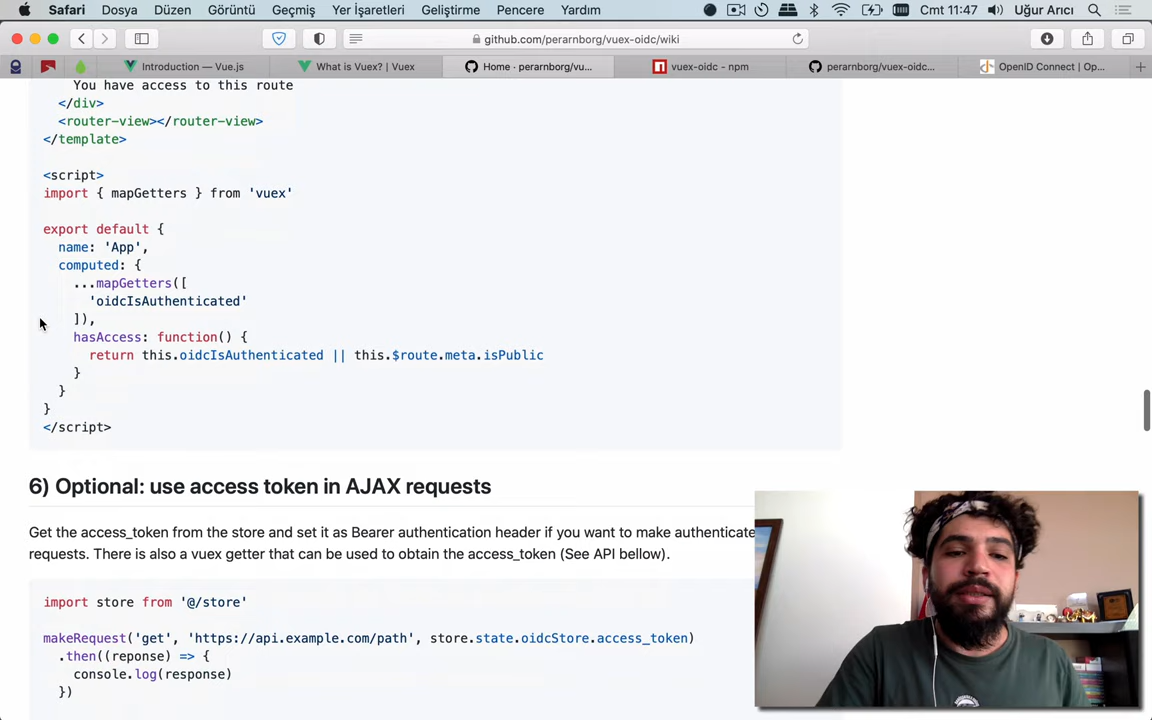 Safari Dosya Düzen Görüntü Geçmiş Yer İşaretleri Geliştirme Pencere Yardım Cmt 11:47 Uğur Arıcı
github.com/perarnborg/vuex-oidc/wiki
Introduction — Vue.js What is Vuex? | Vuex Home · perarnborg/vu... vuex-oidc - npm perarnborg/vuex-oidc... OpenID Connect | Op...
You have access to this route
</div>
<router-view></router-view>
</template>
<script>
import { mapGetters } from 'vuex'
export default {
name: 'App',
computed: {
...mapGetters([
'oidcIsAuthenticated'
]),
hasAccess: function() {
return this.oidcIsAuthenticated || this.$route.meta.isPublic
}
}
}
</script>
6) Optional: use access token in AJAX requests
Get the access_token from the store and set it as Bearer authentication header if you want to make authenticate
requests. There is also a vuex getter that can be used to obtain the access_token (See API bellow).
import store from '@/store'
makeRequest('get', 'https://api.example.com/path', store.state.oidcStore.access_token)
.then((reponse) => {
console.log(response)
})